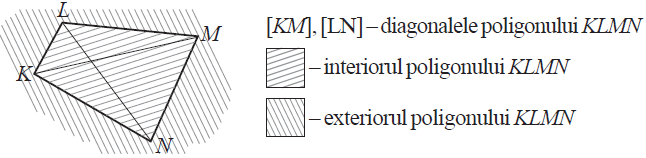 L
M
K
N
[KM], [LN] – diagonalele poligonului KLMN
– interiorul poligonului KLMN
– exteriorul poligonului KLMN